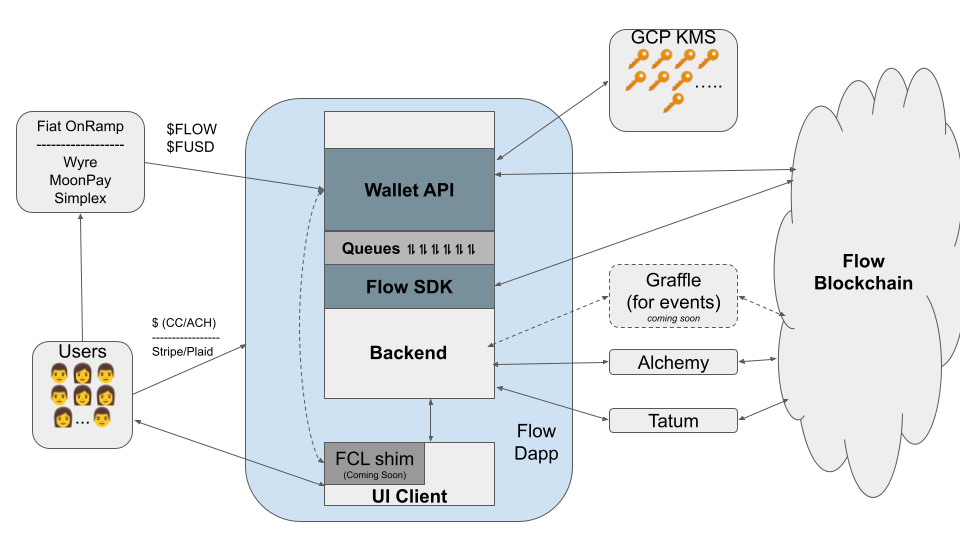 GCP KMS
.....
Fiat OnRamp
-------------------
Wyre
MoonPay
Simplex
$FLOW
$FUSD
Wallet API
Queues
Flow SDK
Backend
Graffle
(for events)
coming soon
Alchemy
Tatum
Flow
Blockchain
Users
...
$ (CC/ACH)
-------------------
Stripe/Plaid
FCL shim
(Coming Soon)
UI Client
Flow
Dapp